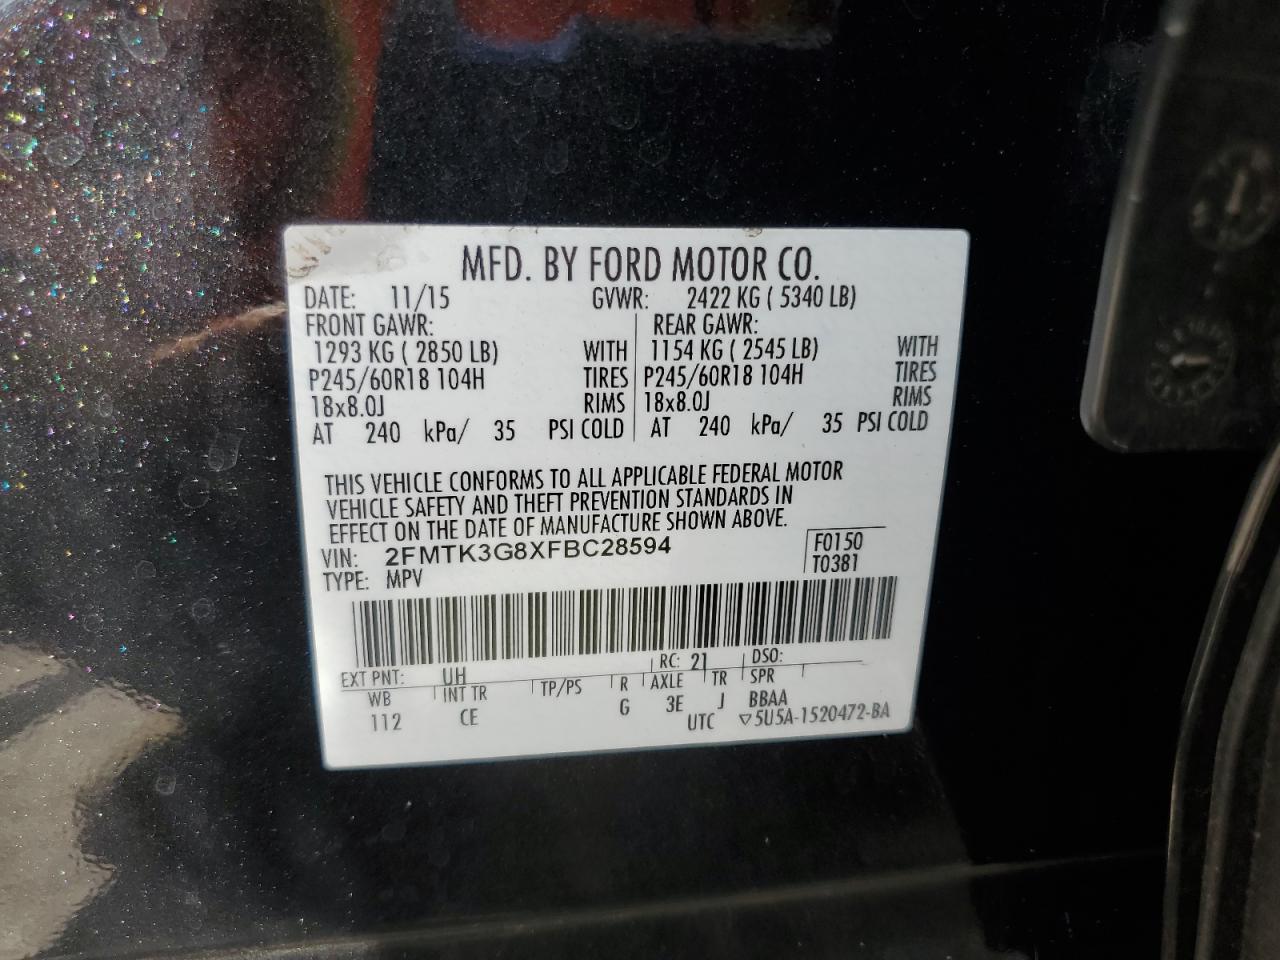 MFD. BY FORD MOTOR CO.
DATE: 11/15 GVWR: 2422 KG ( 5340 LB)
FRONT GAWR: REAR GAWR:
1293 KG ( 2850 LB) WITH 1154 KG ( 2545 LB) WITH
P245/60R18 104H TIRES P245/60R18 104H TIRES
18x8.0J RIMS 18x8.0J RIMS
AT 240 kPa/ 35 PSI COLD AT 240 kPa/ 35 PSI COLD
THIS VEHICLE CONFORMS TO ALL APPLICABLE FEDERAL MOTOR
VEHICLE SAFETY AND THEFT PREVENTION STANDARDS IN
EFFECT ON THE DATE OF MANUFACTURE SHOWN ABOVE.
VIN: 2FMTK3G8XFBC28594 F0150
TYPE: MPV T0381
EXT PNT: UH RC: 21 DSO:
WB INT TR TP/PS R AXLE TR SPR
112 CE G 3E J BBAA
UTC ▽5U5A-1520472-BA